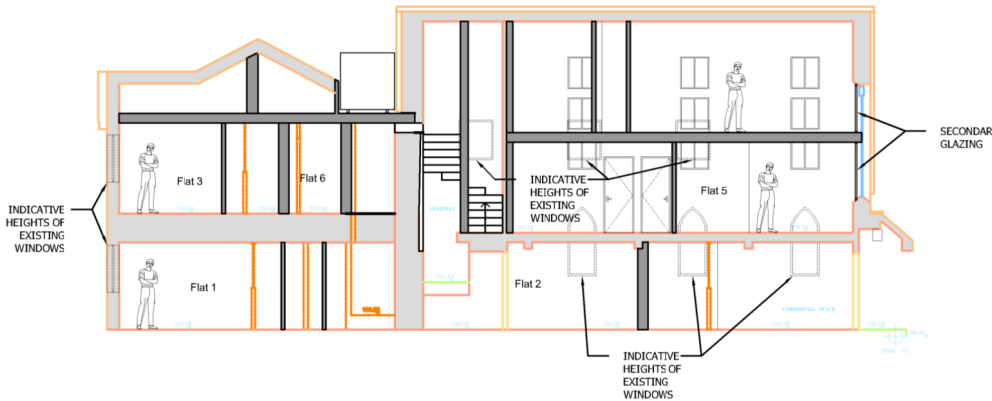 SECONDAR
GLAZING
Flat 3
Flat 6
INDICATIVE
HEIGHTS OF
EXISTING
WINDOWS
Flat 5
INDICATIVE
HEIGHTS OF
EXISTING
WINDOWS
Flat 1
Flat 2
COMMERCIAL SPACE
INDICATIVE
HEIGHTS OF
EXISTING
WINDOWS